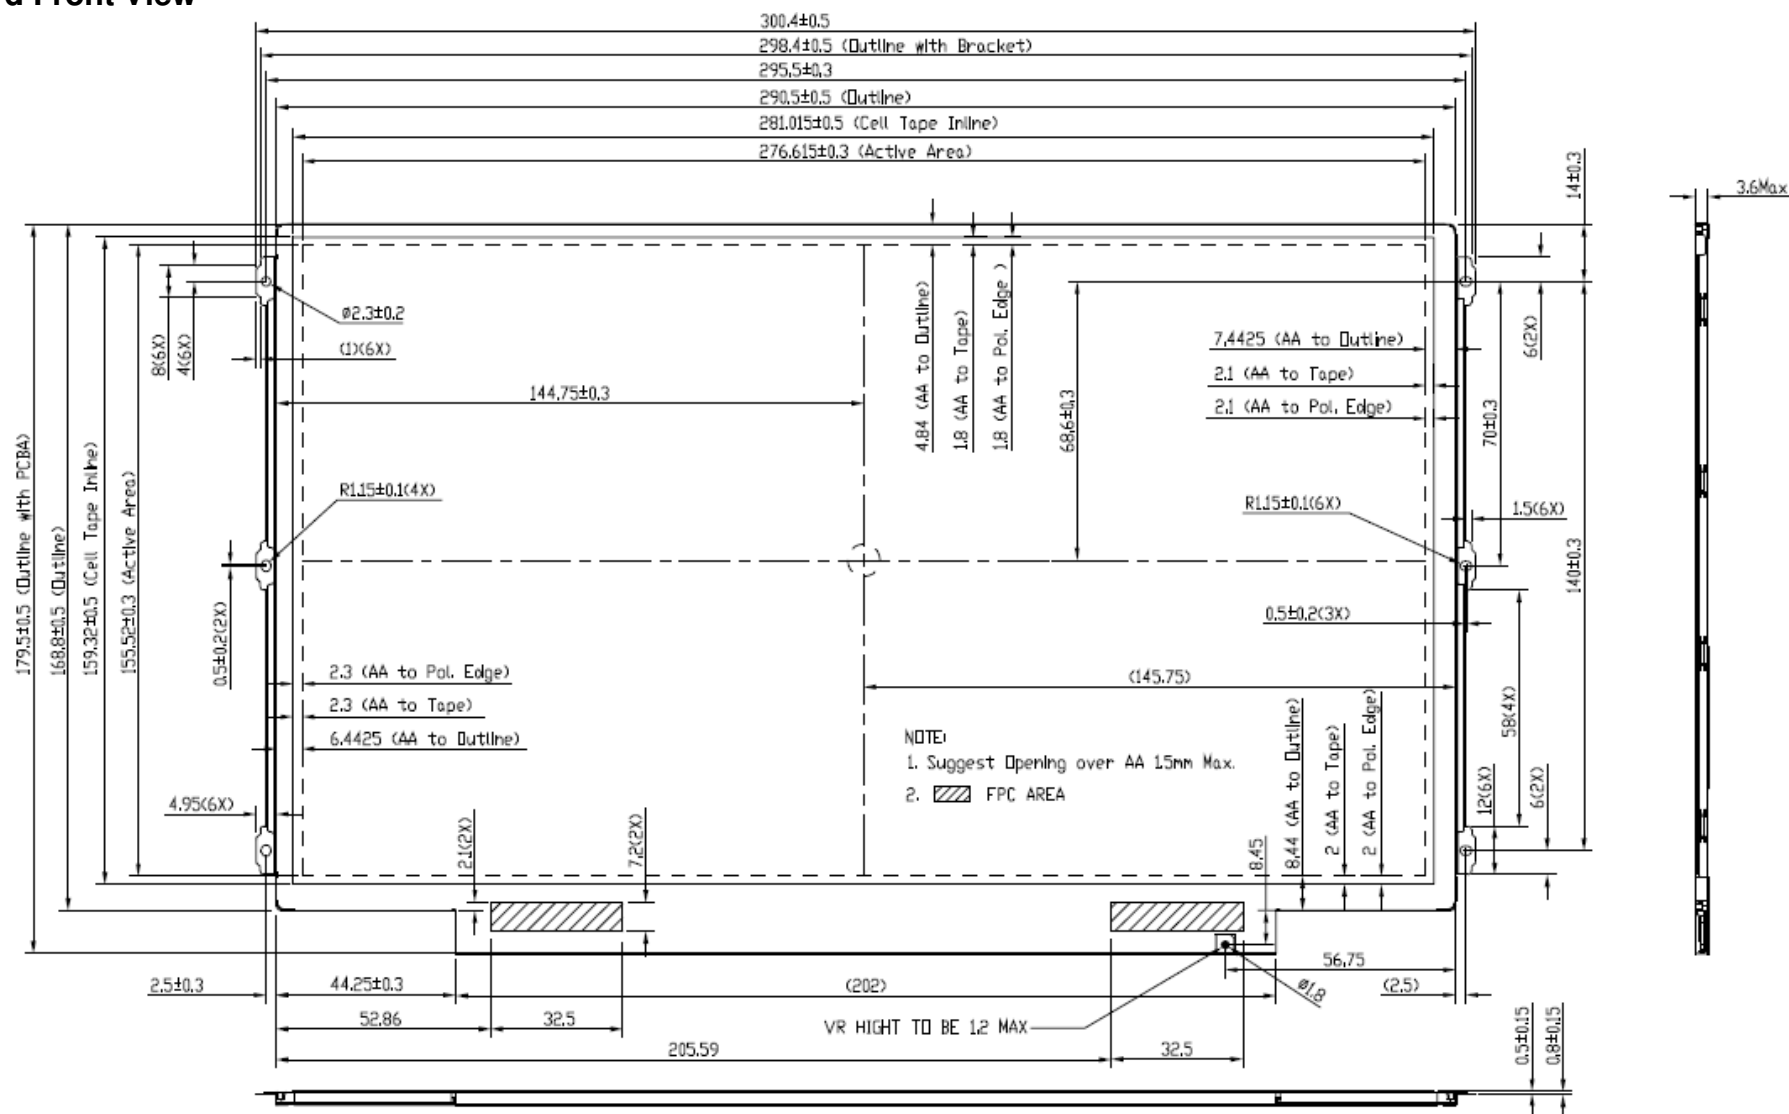 d Front View
300.4±0.5
298.4±0.5 (Outline with Bracket)
295.5±0.3
290.5±0.5 (Outline)
281.015±0.5 (Cell Tape Inline)
276.615±0.3 (Active Area)
14±0.3
3.6Max
179.5±0.5 (Outline with PCBA)
168.8±0.5 (Outline)
159.32±0.5 (Cell Tape Inline)
155.52±0.3 (Active Area)
8(6X)
4(6X)
Ø2.3±0.2
(1)(6X)
144.75±0.3
4.84 (AA to Outline)
1.8 (AA to Tape)
1.8 (AA to Pol. Edge )
68.6±0.3
7.4425 (AA to Outline)
2.1 (AA to Tape)
2.1 (AA to Pol. Edge)
6(2X)
70±0.3
140±0.3
R1.15±0.1(4X)
R1.15±0.1(6X)
1.5(6X)
0.5±0.2(2X)
0.5±0.2(3X)
2.3 (AA to Pol. Edge)
2.3 (AA to Tape)
6.4425 (AA to Outline)
(145.75)
58(4X)
NOTE:
1. Suggest Opening over AA 1.5mm Max.
2. FPC AREA
8.44 (AA to Outline)
2 (AA to Tape)
2 (AA to Pol. Edge)
12(6X)
6(2X)
4.95(6X)
2.1(2X)
7.2(2X)
8.45
2.5±0.3
44.25±0.3
(202)
56.75
Ø1.8
(2.5)
52.86
32.5
VR HIGHT TO BE 1.2 MAX
205.59
32.5
0.5±0.15
0.8±0.15